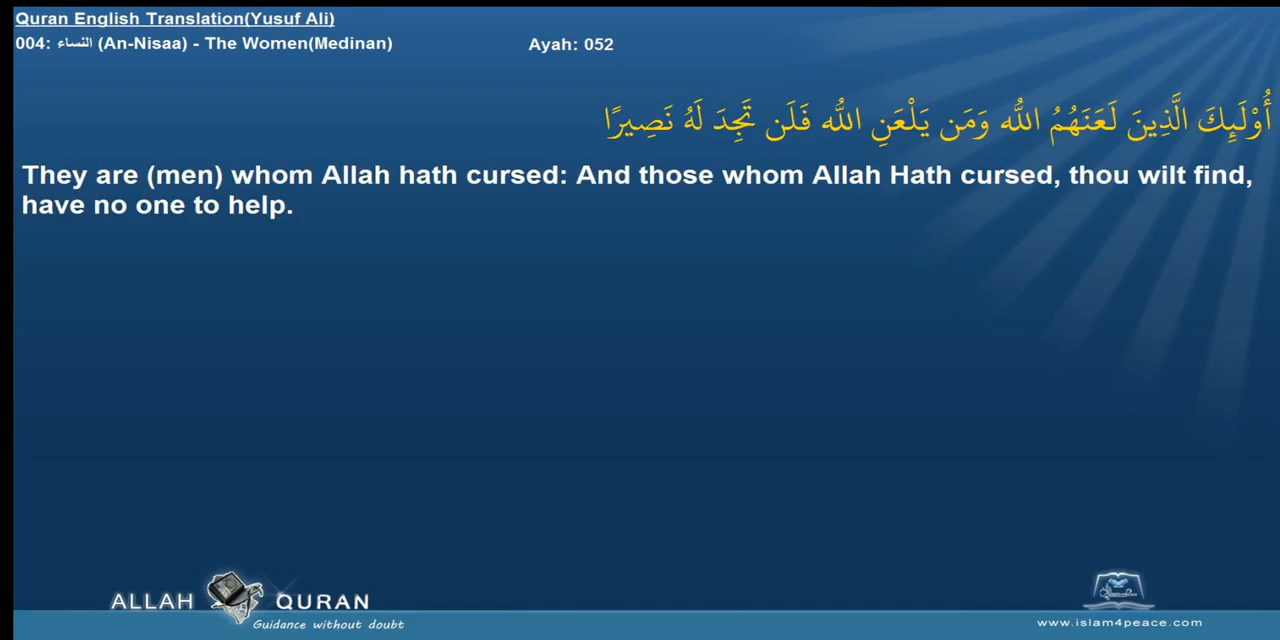 Quran English Translation(Yusuf Ali)
004: النساء (An-Nisaa) - The Women(Medinan)
Ayah: 052
أُوْلَـٰئِكَ الَّذِينَ لَعَنَهُمُ اللّه وَمَن يَلْعَنِ اللّه فَلَن تَجِدَ لَهُ نَصِيرًا
They are (men) whom Allah hath cursed: And those whom Allah Hath cursed, thou wilt find,
have no one to help.
ALLAH QURAN
Guidance without doubt
www.islam4peace.com